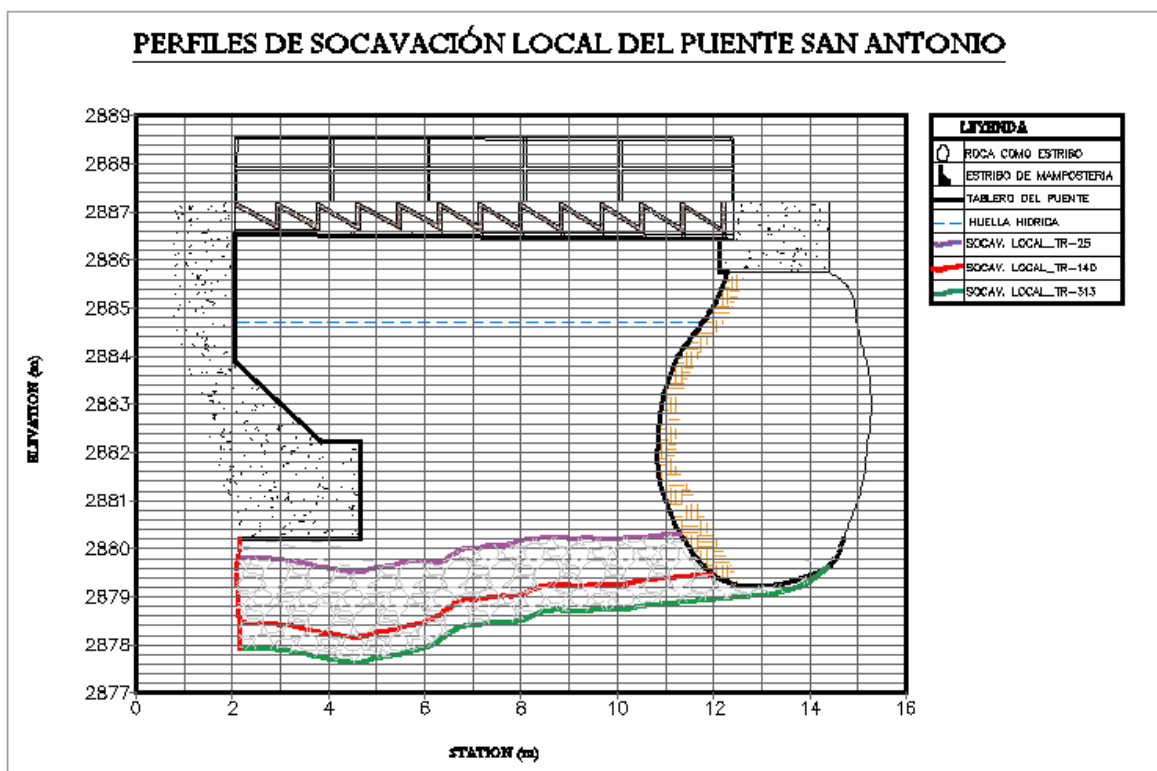 PERFILES DE SOCAVACIÓN LOCAL DEL PUENTE SAN ANTONIO
2889
2888
2887
2886
2885
2884
2883
2882
2881
2880
2879
2878
2877
ELEVATION (m)
0 2 4 6 8 10 12 14 16
STATION (m)
LEYENDA
ROCA COMO ESTRIBO
ESTRIBO DE MAMPOSTERIA
TABLERO DEL PUENTE
HUELLA HIDRICA
SOCAV. LOCAL_TR-25
SOCAV. LOCAL_TR-140
SOCAV. LOCAL_TR-313